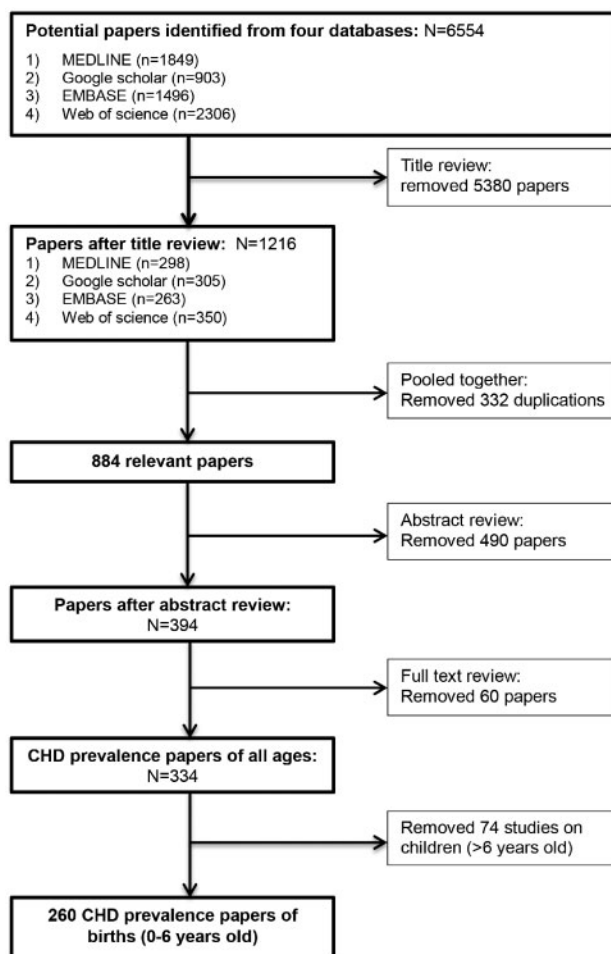 Potential papers identified from four databases: N=6554
1) MEDLINE (n=1849)
2) Google scholar (n=903)
3) EMBASE (n=1496)
4) Web of science (n=2306)
Title review:
removed 5380 papers
Papers after title review: N=1216
1) MEDLINE (n=298)
2) Google scholar (n=305)
3) EMBASE (n=263)
4) Web of science (n=350)
Pooled together:
Removed 332 duplications
884 relevant papers
Abstract review:
Removed 490 papers
Papers after abstract review:
N=394
Full text review:
Removed 60 papers
CHD prevalence papers of all ages:
N=334
Removed 74 studies on
children (>6 years old)
260 CHD prevalence papers of
births (0-6 years old)